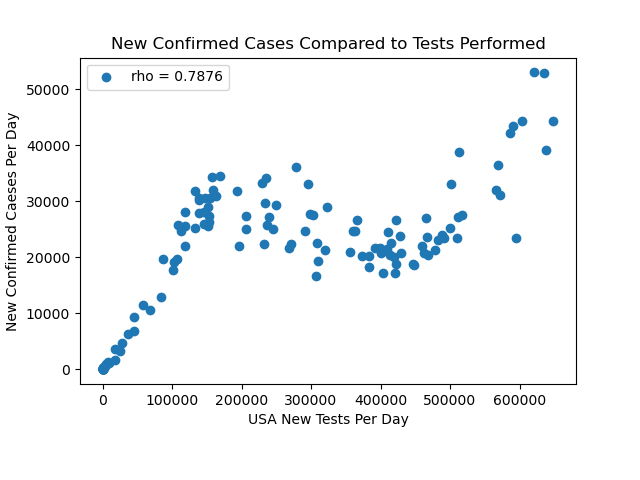 New Confirmed Cases Compared to Tests Performed
rho = 0.7876
New Confirmed Caeses Per Day
50000
40000
30000
20000
10000
0
0 100000 200000 300000 400000 500000 600000
USA New Tests Per Day